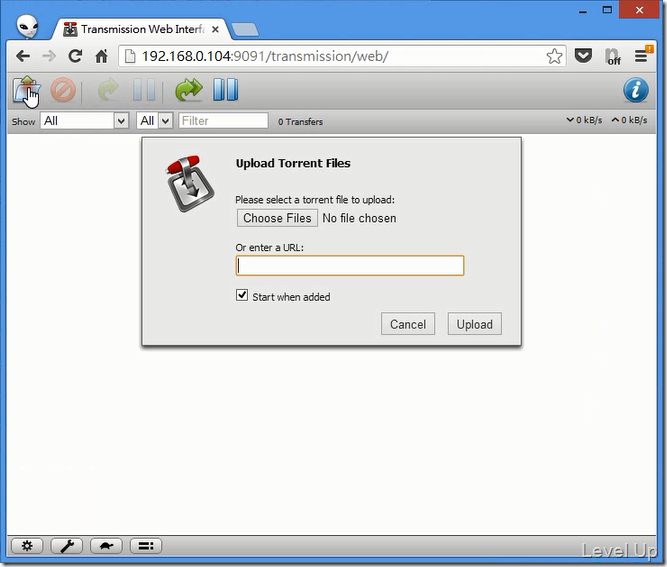 Transmission Web Interfa
192.168.0.104:9091/transmission/web/
off
Show All All Filter 0 Transfers 0 kB/s 0 kB/s
Upload Torrent Files
Please select a torrent file to upload:
Choose Files No file chosen
Or enter a URL:
Start when added
Cancel Upload
Level Up